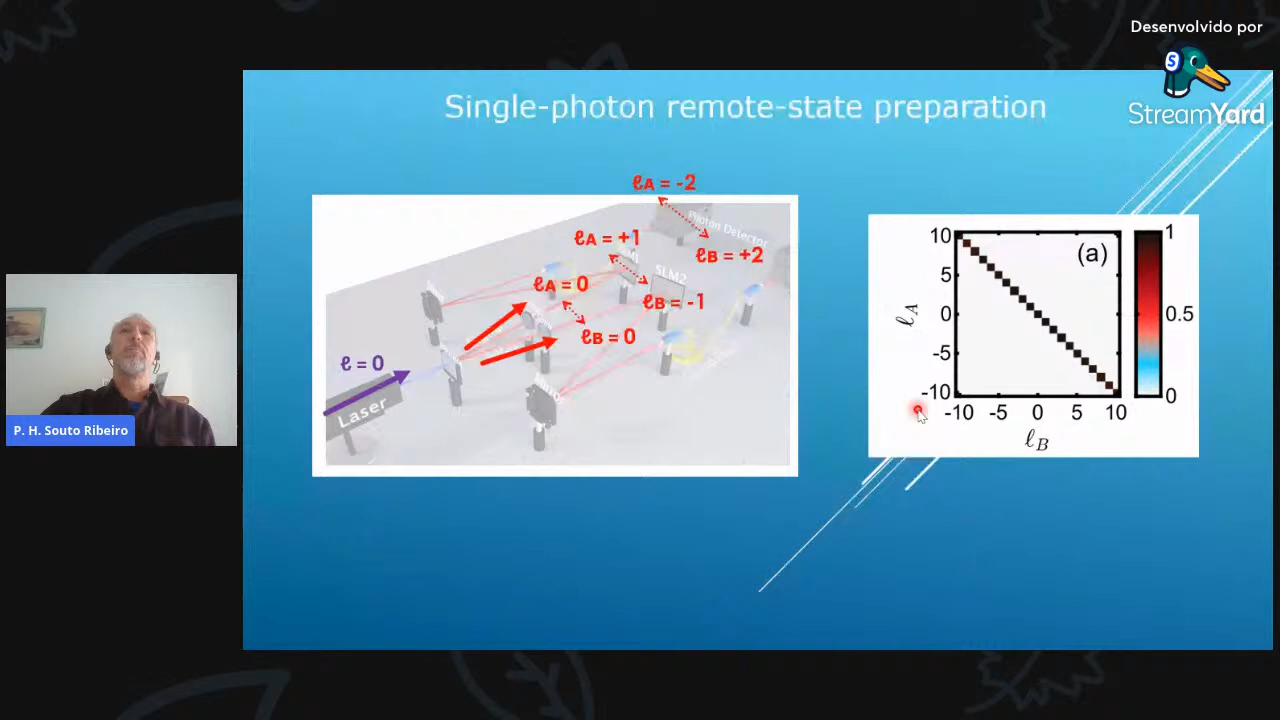 Desenvolvido por
StreamYard
Single-photon remote-state preparation
ℓA = -2
Photon Detector
ℓA = +1
ℓB = +2
SLM2
ℓA = 0
ℓB = -1
ℓB = 0
ℓ = 0
Laser
P. H. Souto Ribeiro
(a)
10
5
0
-5
-10
ℓA
-10 -5 0 5 10
ℓB
1
0.5
0